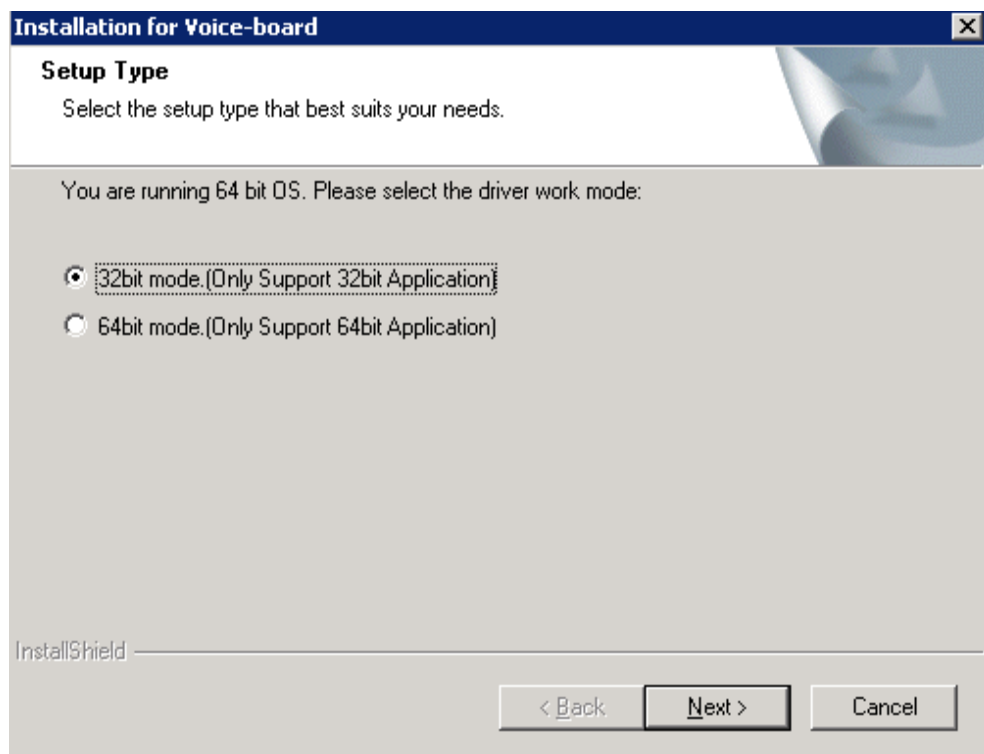 Installation for Voice-board
Setup Type
Select the setup type that best suits your needs.
You are running 64 bit OS. Please select the driver work mode:
32bit mode.(Only Support 32bit Application)
64bit mode.(Only Support 64bit Application)
InstallShield
< Back
Next >
Cancel